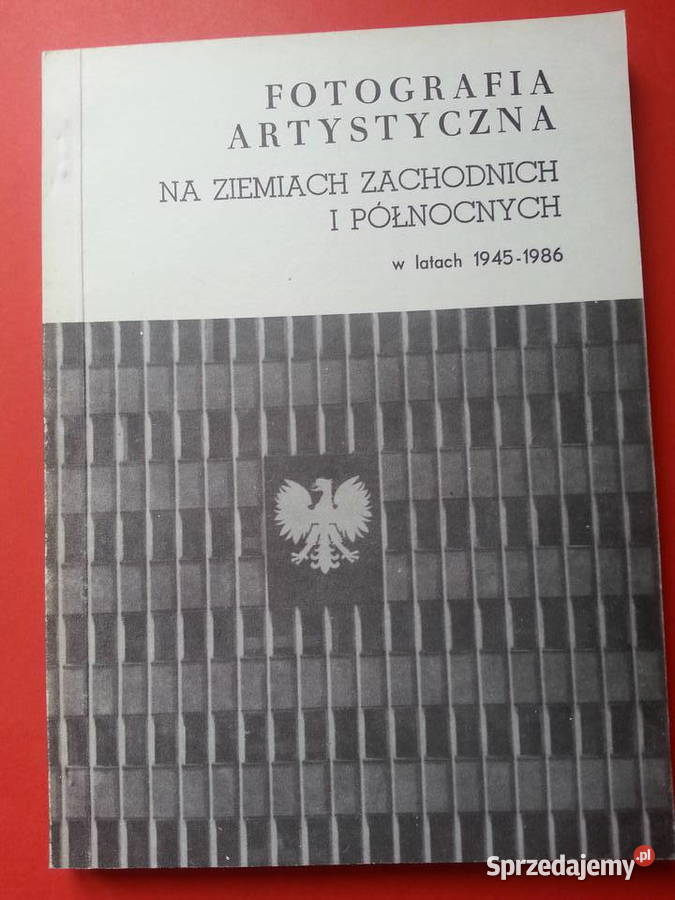 FOTOGRAFIA
ARTYSTYCZNA
NA ZIEMIACH ZACHODNICH
I PÓŁNOCNYCH
w latach 1945-1986
Sprzedajemy.pl